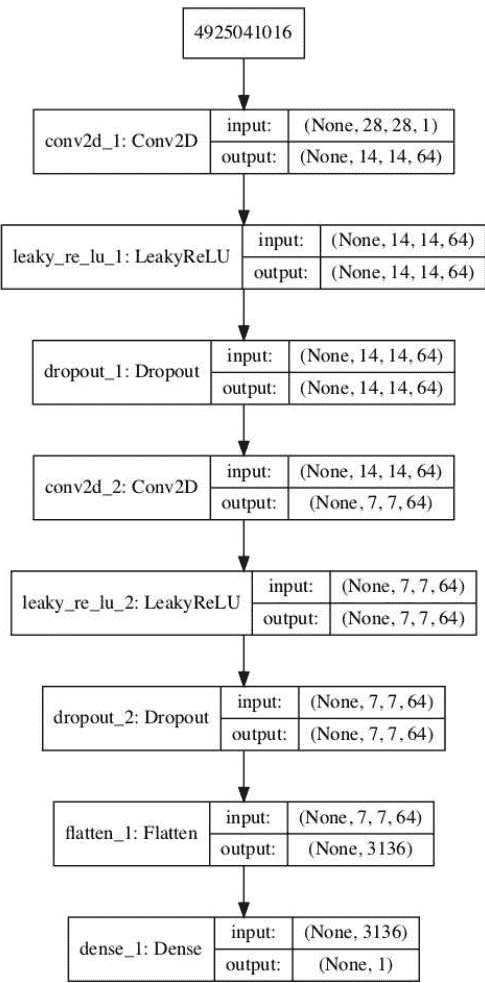 4925041016
conv2d_1: Conv2D
input: (None, 28, 28, 1)
output: (None, 14, 14, 64)
leaky_re_lu_1: LeakyReLU
input: (None, 14, 14, 64)
output: (None, 14, 14, 64)
dropout_1: Dropout
input: (None, 14, 14, 64)
output: (None, 14, 14, 64)
conv2d_2: Conv2D
input: (None, 14, 14, 64)
output: (None, 7, 7, 64)
leaky_re_lu_2: LeakyReLU
input: (None, 7, 7, 64)
output: (None, 7, 7, 64)
dropout_2: Dropout
input: (None, 7, 7, 64)
output: (None, 7, 7, 64)
flatten_1: Flatten
input: (None, 7, 7, 64)
output: (None, 3136)
dense_1: Dense
input: (None, 3136)
output: (None, 1)